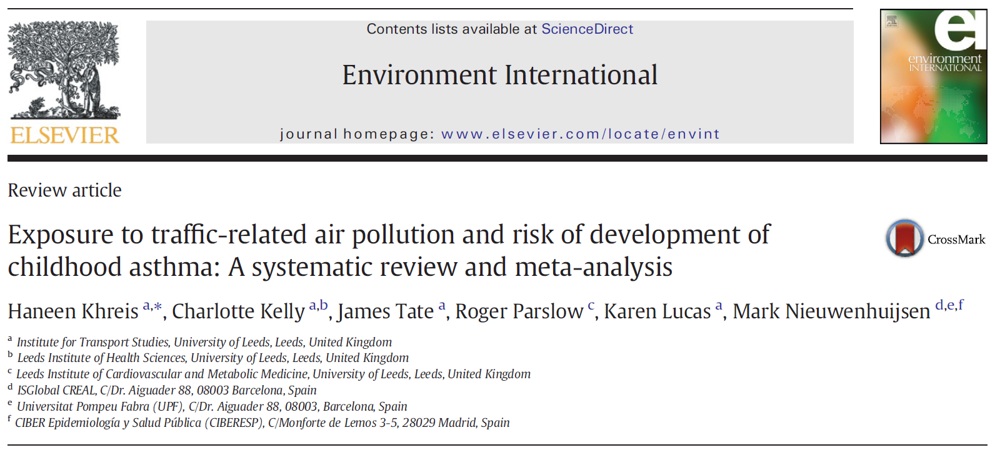 Contents lists available at ScienceDirect
Environment International
journal homepage: www.elsevier.com/locate/envint
ELSEVIER
ei
environment
INTERNATIONAL
Review article
Exposure to traffic-related air pollution and risk of development of
childhood asthma: A systematic review and meta-analysis
CrossMark
Haneen Khreis a,*, Charlotte Kelly a,b, James Tate a, Roger Parslow c, Karen Lucas a, Mark Nieuwenhuijsen d,e,f
a Institute for Transport Studies, University of Leeds, Leeds, United Kingdom
b Leeds Institute of Health Sciences, University of Leeds, Leeds, United Kingdom
c Leeds Institute of Cardiovascular and Metabolic Medicine, University of Leeds, Leeds, United Kingdom
d ISGlobal CREAL, C/Dr. Aiguader 88, 08003 Barcelona, Spain
e Universitat Pompeu Fabra (UPF), C/Dr. Aiguader 88, 08003, Barcelona, Spain
f CIBER Epidemiología y Salud Pública (CIBERESP), C/Monforte de Lemos 3-5, 28029 Madrid, Spain